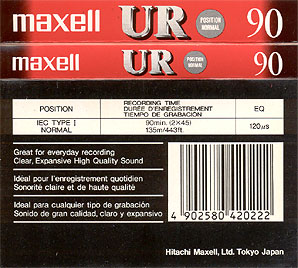 maxell UR POSITION NORMAL 90
maxell UR POSITION NORMAL 90
POSITION
RECORDING TIME
DURÉE D'ENREGISTREMENT
TIEMPO DE GRABACIÓN
EQ
IEC TYPE I
NORMAL
90min. (2×45)
135m/443ft
120µs
Great for everyday recording
Clear, Expansive High Quality Sound
Idéal pour l'enregistrement quotidien
Sonorité claire et de haute qualité
Ideal para cualquier tipo de grabación
Sonido de gran calidad, claro y expansivo
4 902580 420222
Hitachi Maxell, Ltd. Tokyo Japan